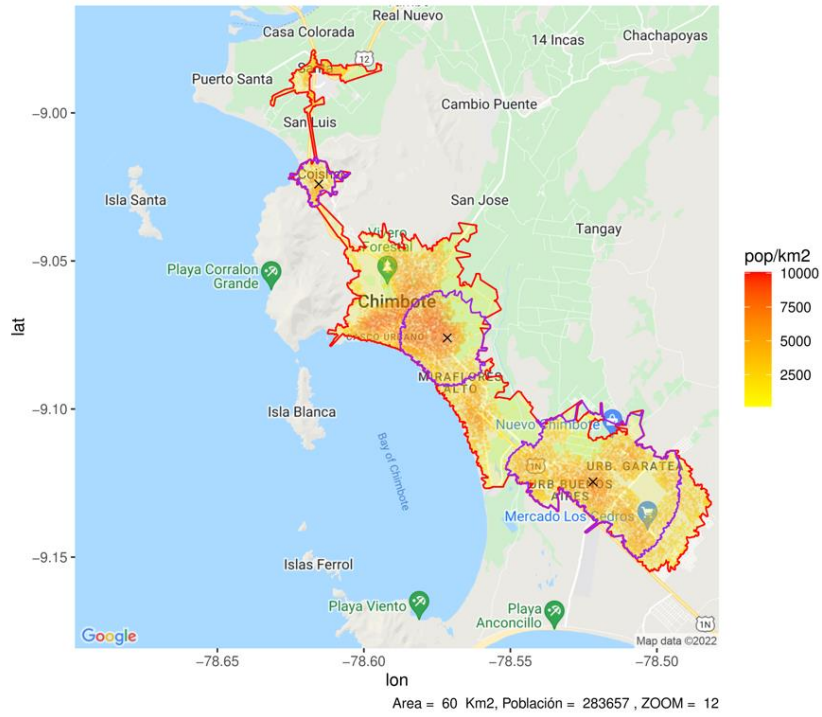 Real Nuevo
Casa Colorada
14 Incas
Chachapoyas
12
Puerto Santa
Santa
Cambio Puente
-9.00
San Luis
Coishco
Isla Santa
San Jose
Vivero
Forestal
Tangay
-9.05
Playa Corralon
Grande
Chimbote
CASCO URBANO
MIRAFLORES
ALTO
-9.10
Isla Blanca
Nuevo Chimbote
Bay of Chimbote
1N
URB. GARATEA
URB BUENOS
AIRES
Mercado Los Cedros
-9.15
Islas Ferrol
Playa Viento
Playa
Anconcillo
1N
Google
Map data ©2022
lat
-78.65
-78.60
-78.55
-78.50
lon
pop/km2
10000
7500
5000
2500
Area = 60 Km2, Población = 283657 , ZOOM = 12